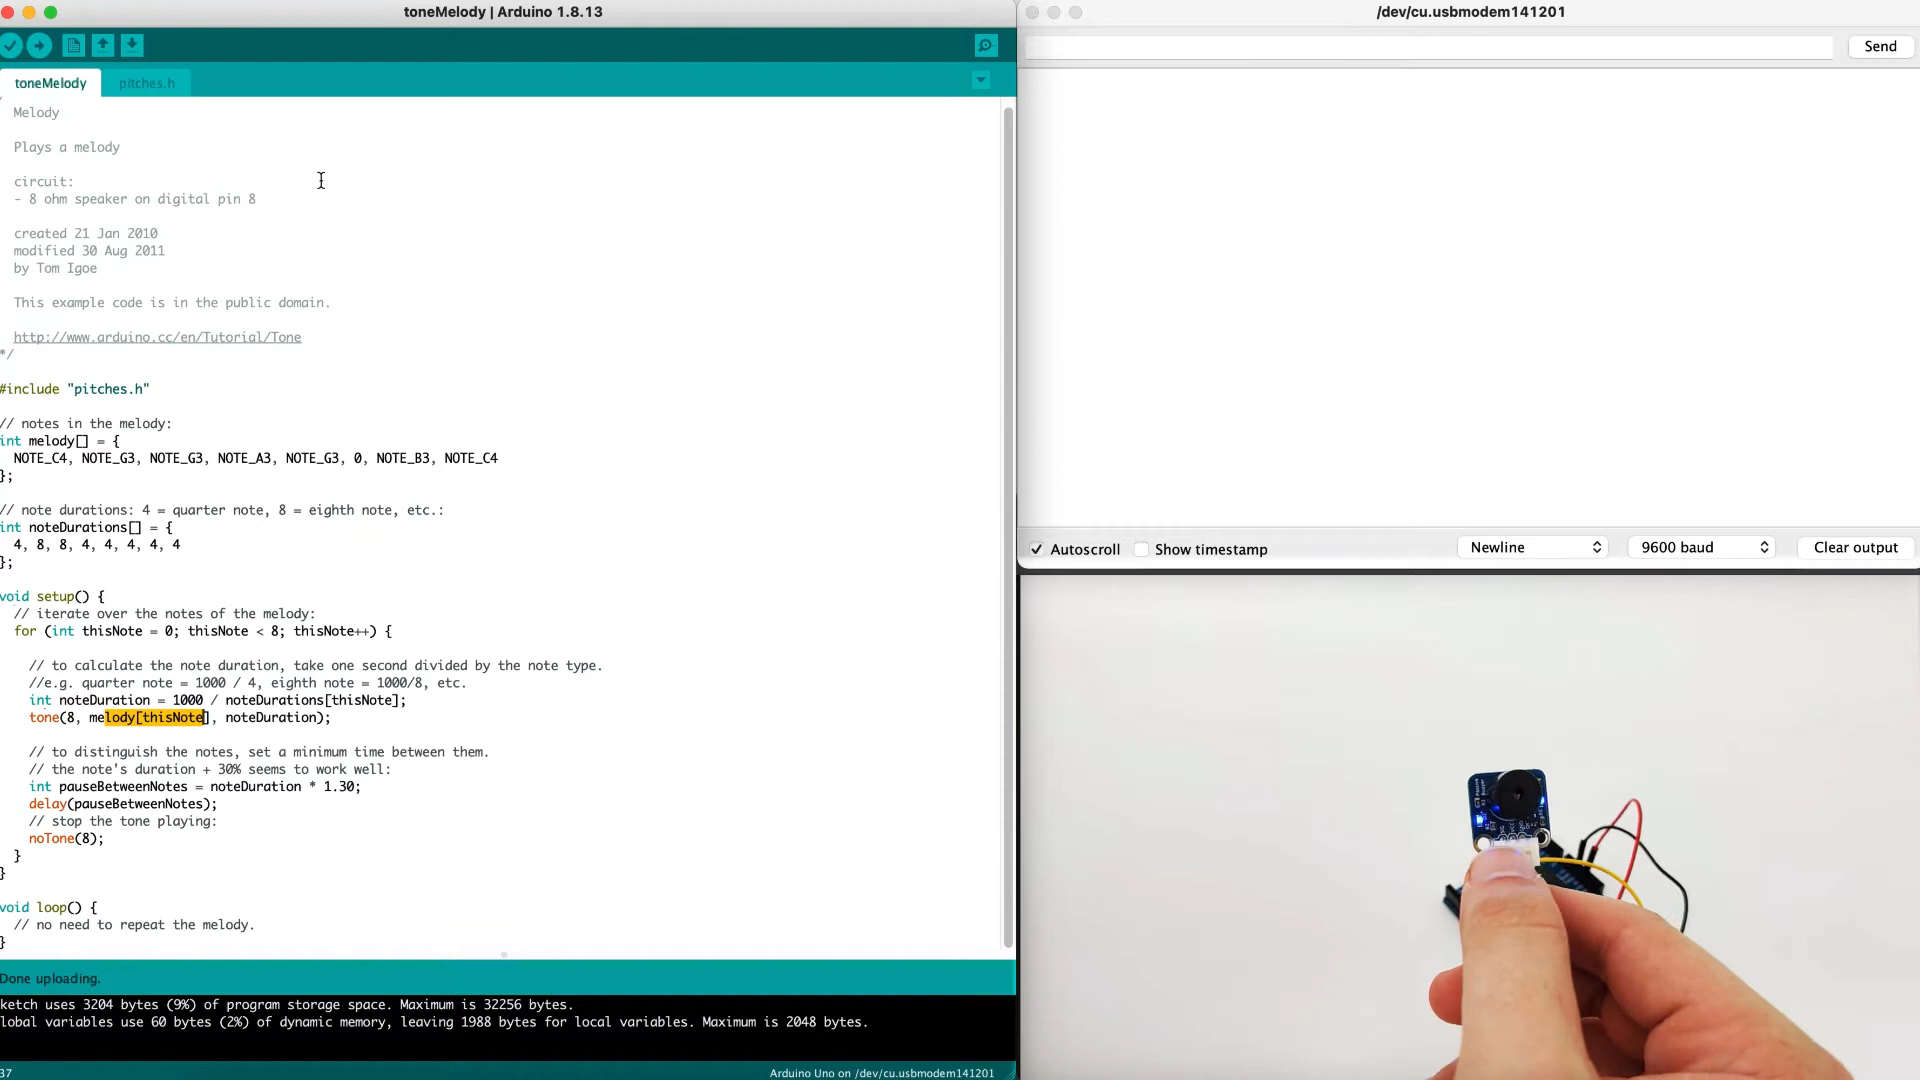 toneMelody | Arduino 1.8.13
toneMelody
pitches.h
Melody
Plays a melody
circuit:
- 8 ohm speaker on digital pin 8
created 21 Jan 2010
modified 30 Aug 2011
by Tom Igoe
This example code is in the public domain.
http://www.arduino.cc/en/Tutorial/Tone
*/
#include "pitches.h"
// notes in the melody:
int melody[] = {
NOTE_C4, NOTE_G3, NOTE_G3, NOTE_A3, NOTE_G3, 0, NOTE_B3, NOTE_C4
};
// note durations: 4 = quarter note, 8 = eighth note, etc.:
int noteDurations[] = {
4, 8, 8, 4, 4, 4, 4, 4
};
void setup() {
// iterate over the notes of the melody:
for (int thisNote = 0; thisNote < 8; thisNote++) {
// to calculate the note duration, take one second divided by the note type.
//e.g. quarter note = 1000 / 4, eighth note = 1000/8, etc.
int noteDuration = 1000 / noteDurations[thisNote];
tone(8, melody[thisNote], noteDuration);
// to distinguish the notes, set a minimum time between them.
// the note's duration + 30% seems to work well:
int pauseBetweenNotes = noteDuration * 1.30;
delay(pauseBetweenNotes);
// stop the tone playing:
noTone(8);
}
}
void loop() {
// no need to repeat the melody.
}
Done uploading.
ketch uses 3204 bytes (9%) of program storage space. Maximum is 32256 bytes.
lobal variables use 60 bytes (2%) of dynamic memory, leaving 1988 bytes for local variables. Maximum is 2048 bytes.
37
Arduino Uno on /dev/cu.usbmodem141201
/dev/cu.usbmodem141201
Send
Autoscroll
Show timestamp
Newline
9600 baud
Clear output